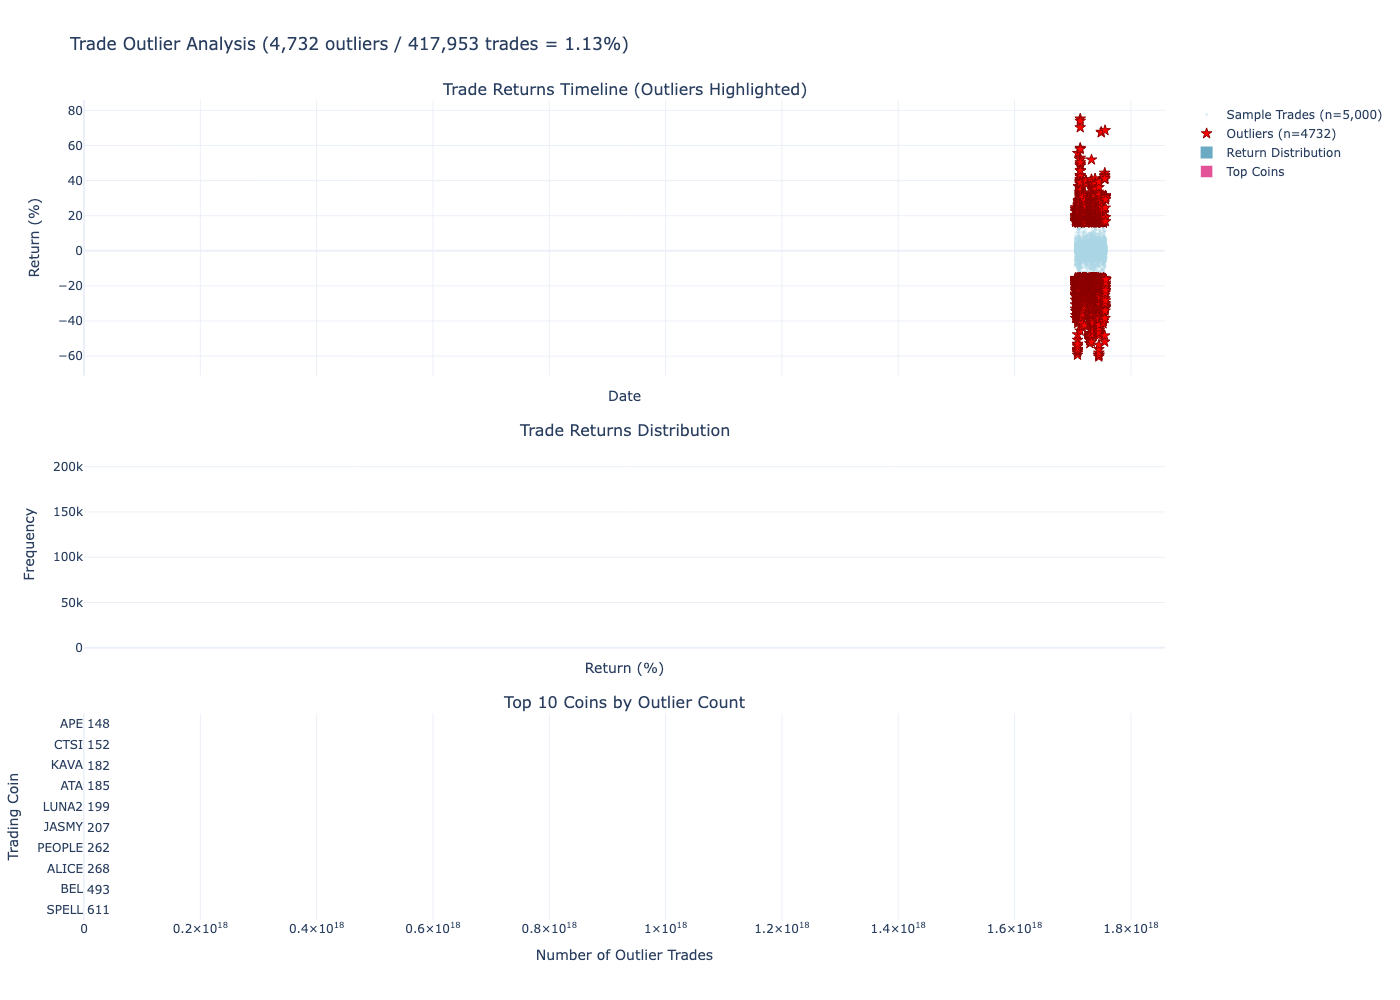 Trade Outlier Analysis (4,732 outliers / 417,953 trades = 1.13%)
Trade Returns Timeline (Outliers Highlighted)
80
60
40
20
0
−20
−40
−60
Return (%)
Date
Sample Trades (n=5,000)
Outliers (n=4732)
Return Distribution
Top Coins
Trade Returns Distribution
200k
150k
100k
50k
0
Frequency
Return (%)
Top 10 Coins by Outlier Count
APE 148
CTSI 152
KAVA 182
ATA 185
LUNA2 199
JASMY 207
PEOPLE 262
ALICE 268
BEL 493
SPELL 611
Trading Coin
0 0.2×10¹⁸ 0.4×10¹⁸ 0.6×10¹⁸ 0.8×10¹⁸ 1×10¹⁸ 1.2×10¹⁸ 1.4×10¹⁸ 1.6×10¹⁸ 1.8×10¹⁸
Number of Outlier Trades